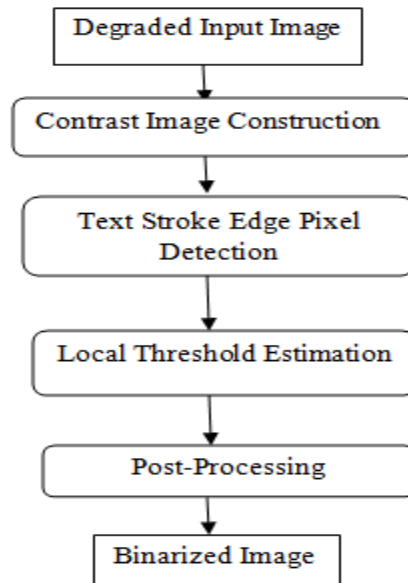 Degraded Input Image
Contrast Image Construction
Text Stroke Edge Pixel
Detection
Local Threshold Estimation
Post-Processing
Binarized Image